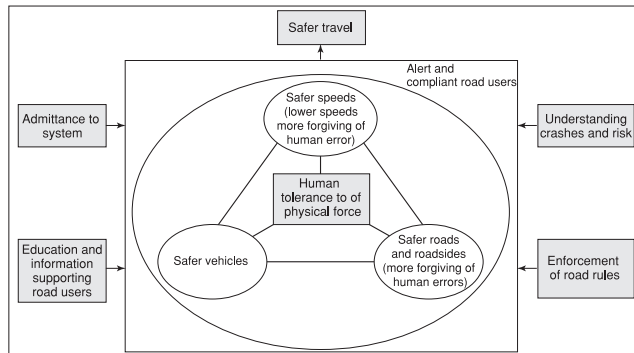 Safer travel
Alert and
compliant road users
Safer speeds
(lower speeds
more forgiving of
human error)
Admittance to
system
Understanding
crashes and risk
Human
tolerance to of
physical force
Safer vehicles
Safer roads
and roadsides
(more forgiving of
human errors)
Education and
information
supporting
road users
Enforcement
of road rules